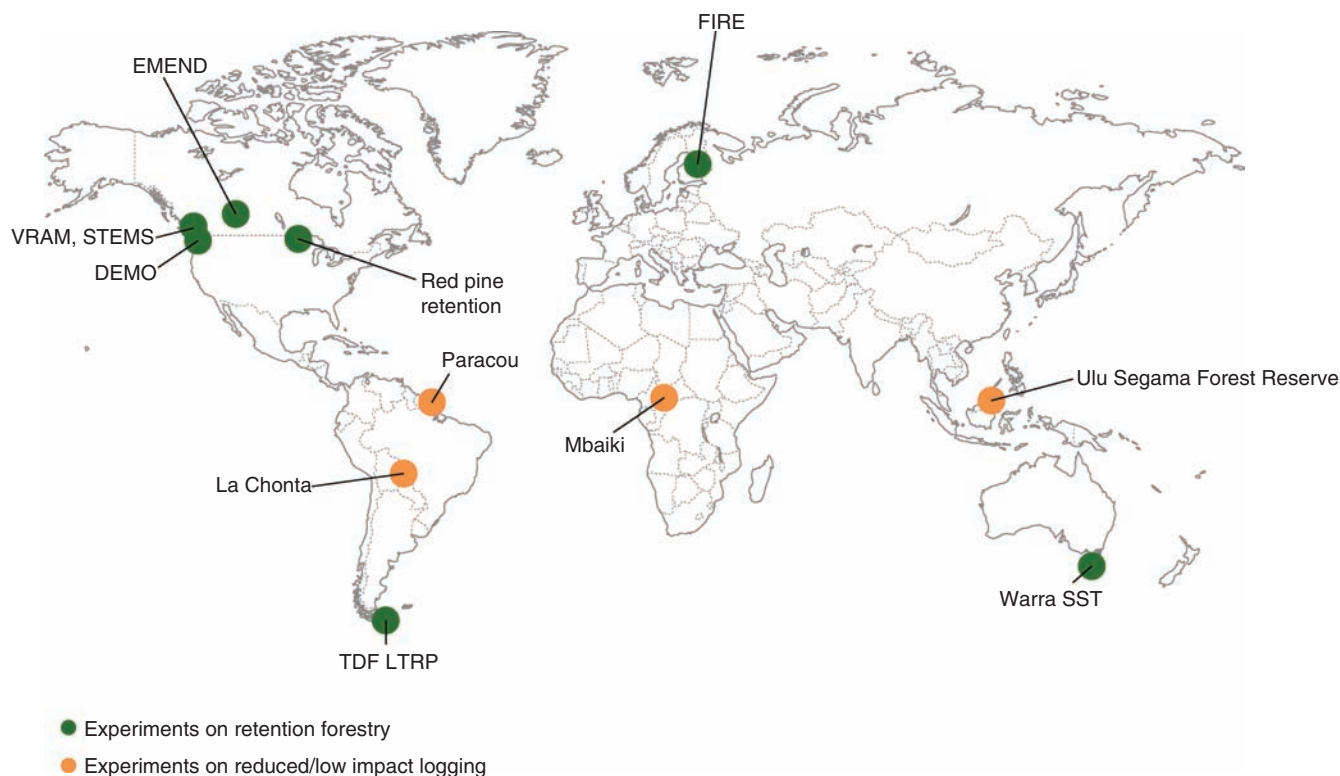 FIRE
EMEND
VRAM, STEMS
DEMO
Red pine
retention
Paracou
Ulu Segama Forest Reserve
Mbaiki
La Chonta
Warra SST
TDF LTRP
Experiments on retention forestry
Experiments on reduced/low impact logging